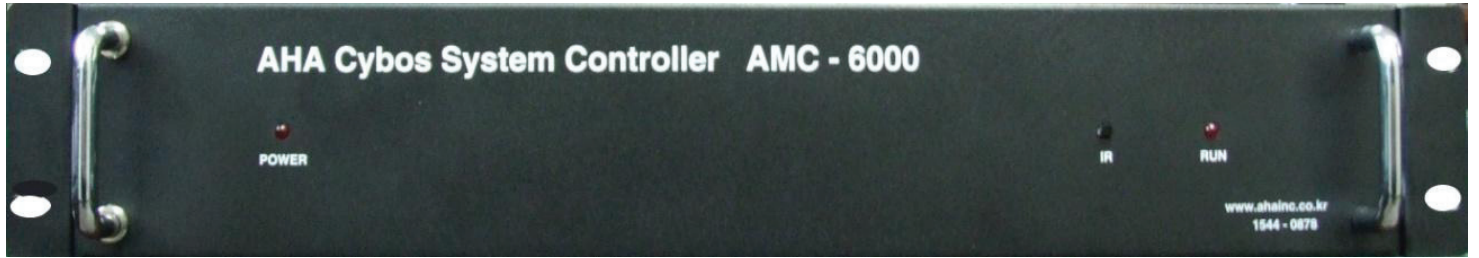 AHA Cybos System Controller AMC - 6000
POWER
IR
RUN
www.ahainc.co.kr
1544 - 0878